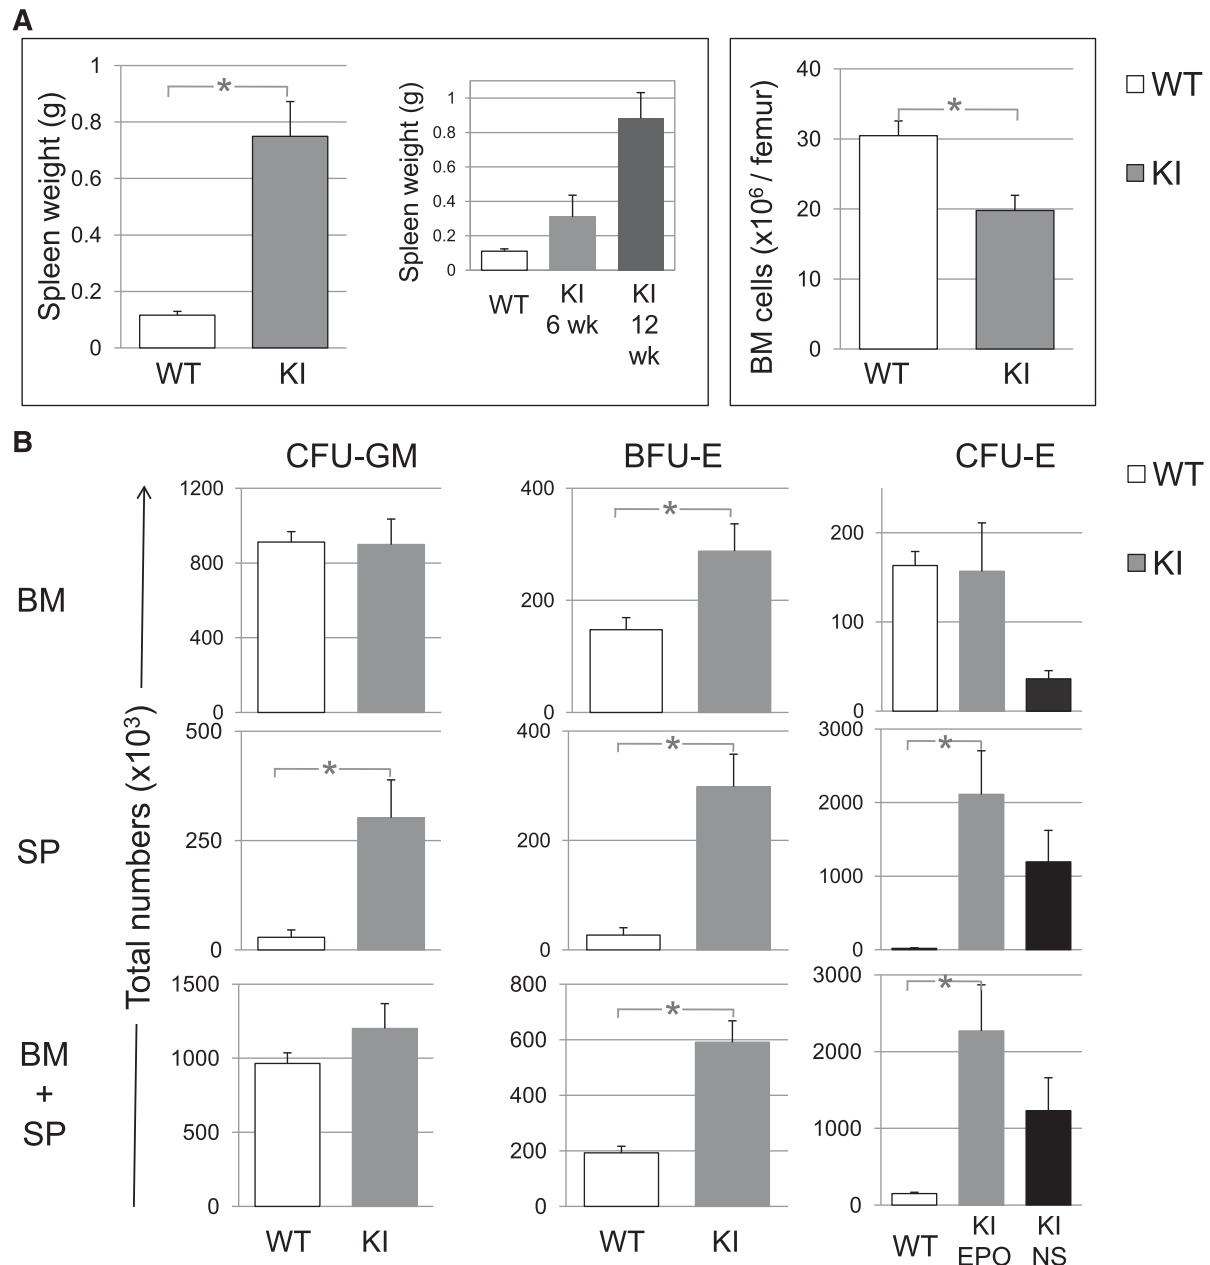 A
Spleen weight (g)
1
0.8
0.6
0.4
0.2
0
*
WT
KI
Spleen weight (g)
1
0.8
0.6
0.4
0.2
0
WT
KI
6 wk
KI
12
wk
BM cells (x10⁶ / femur)
40
30
20
10
0
*
WT
KI
WT
KI
B
CFU-GM
BFU-E
CFU-E
WT
KI
Total numbers (x10³)
BM
1200
800
400
0
400
200
0
*
200
100
0
SP
500
250
0
*
400
200
0
*
3000
2000
1000
0
*
BM
+
SP
1500
1000
500
0
WT
KI
800
600
400
200
0
*
WT
KI
3000
2000
1000
0
*
WT
KI
EPO
KI
NS